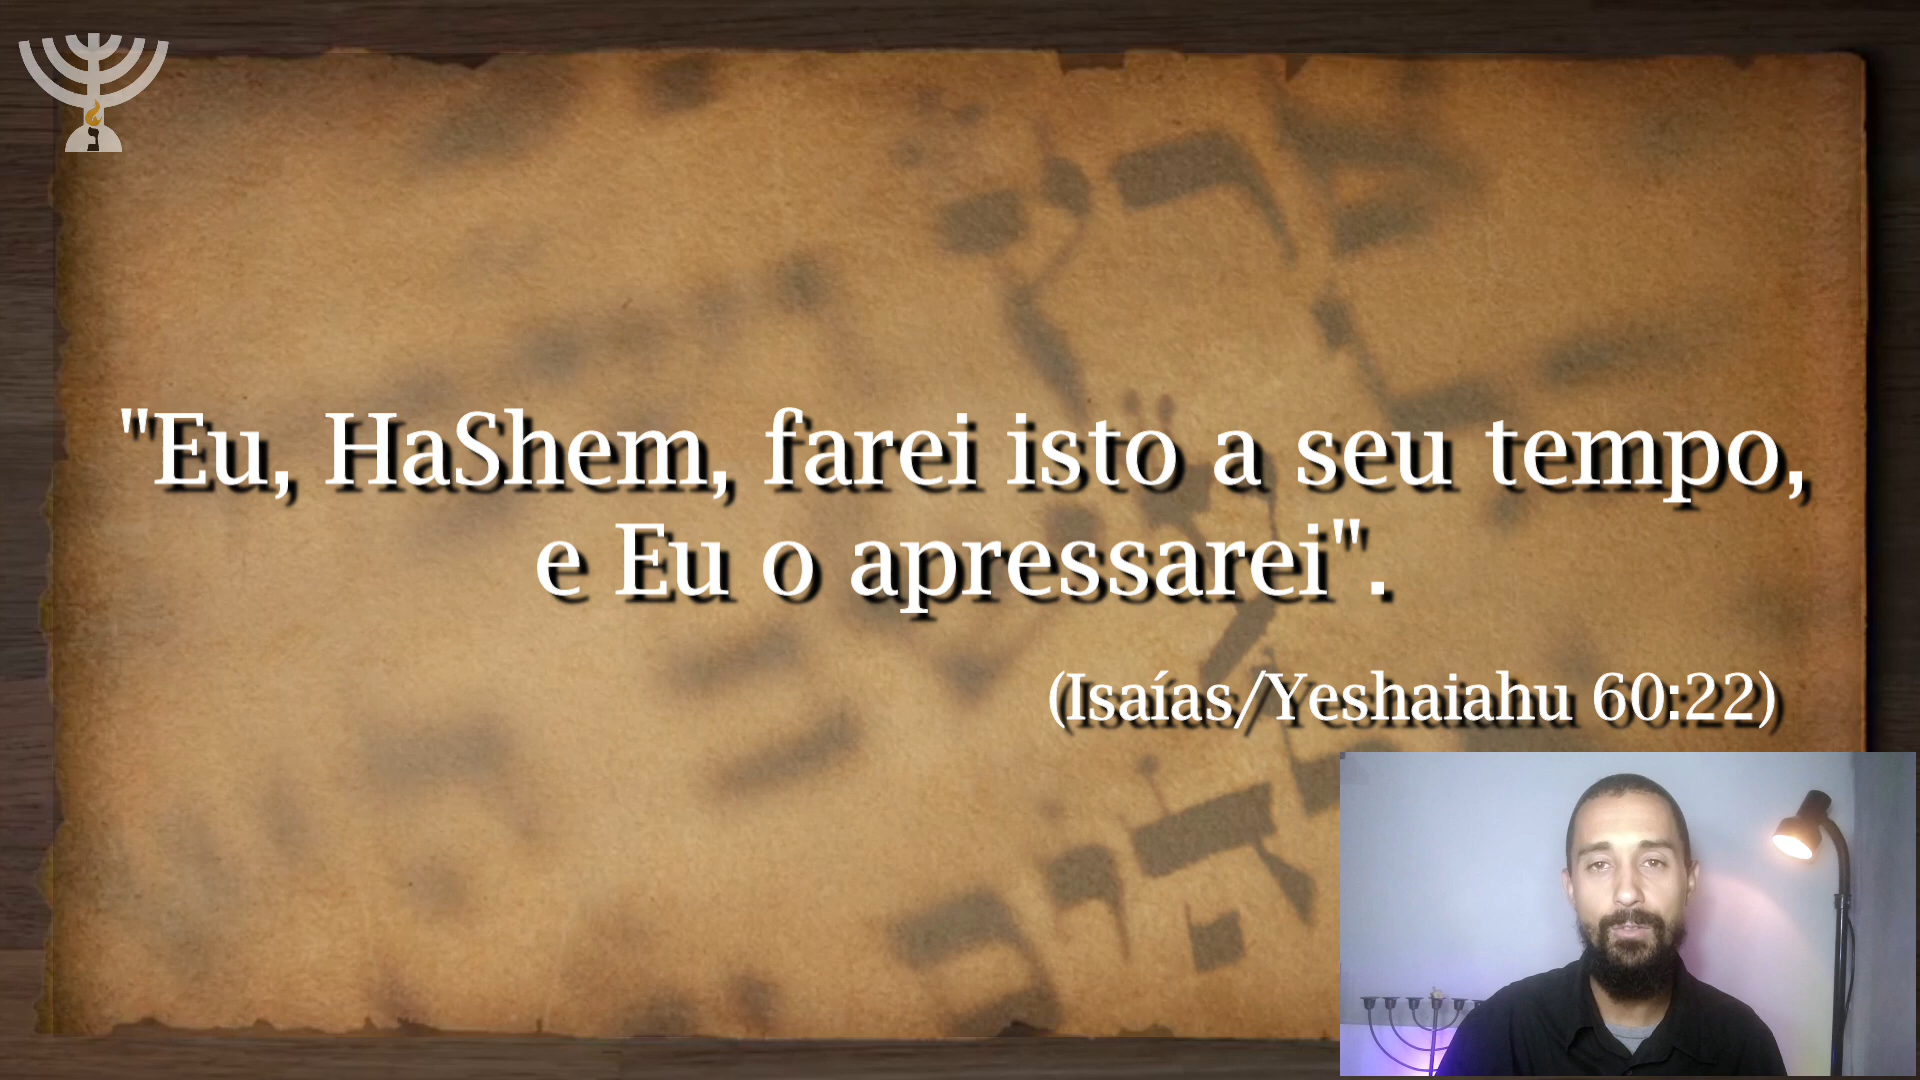 "Eu, HaShem, farei isto a seu tempo,
e Eu o apressarei".
(Isaías/Yeshaiahu 60:22)